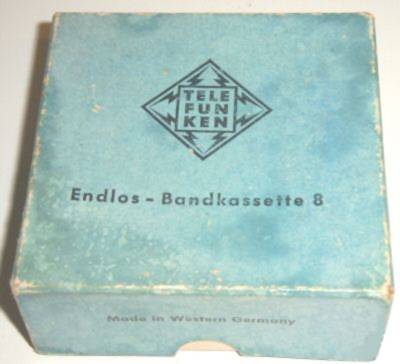 TELE
FUN
KEN
Endlos - Bandkassette 8
Made in Western Germany